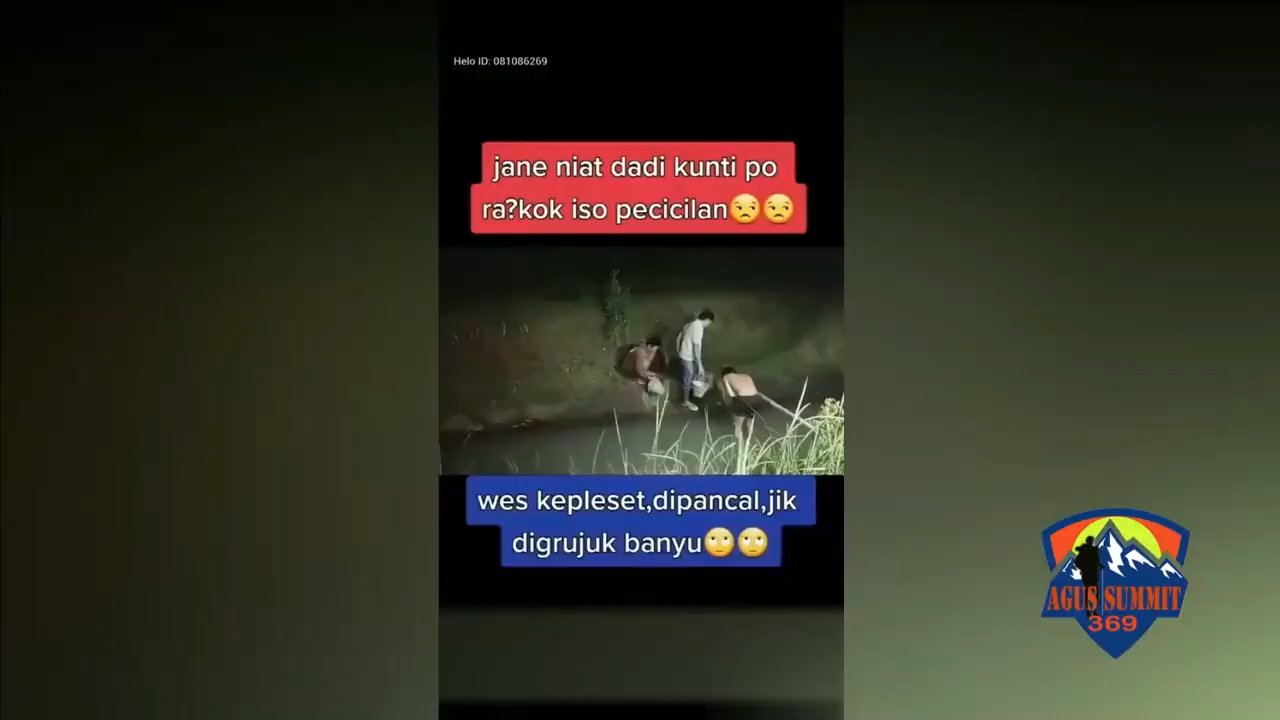 Helo ID: 081086269
jane niat dadi kunti po
ra?kok iso pecicilan😒😒
wes kepleset,dipancal,jik
digrujuk banyu🙄🙄
AGUS SUMMIT
369